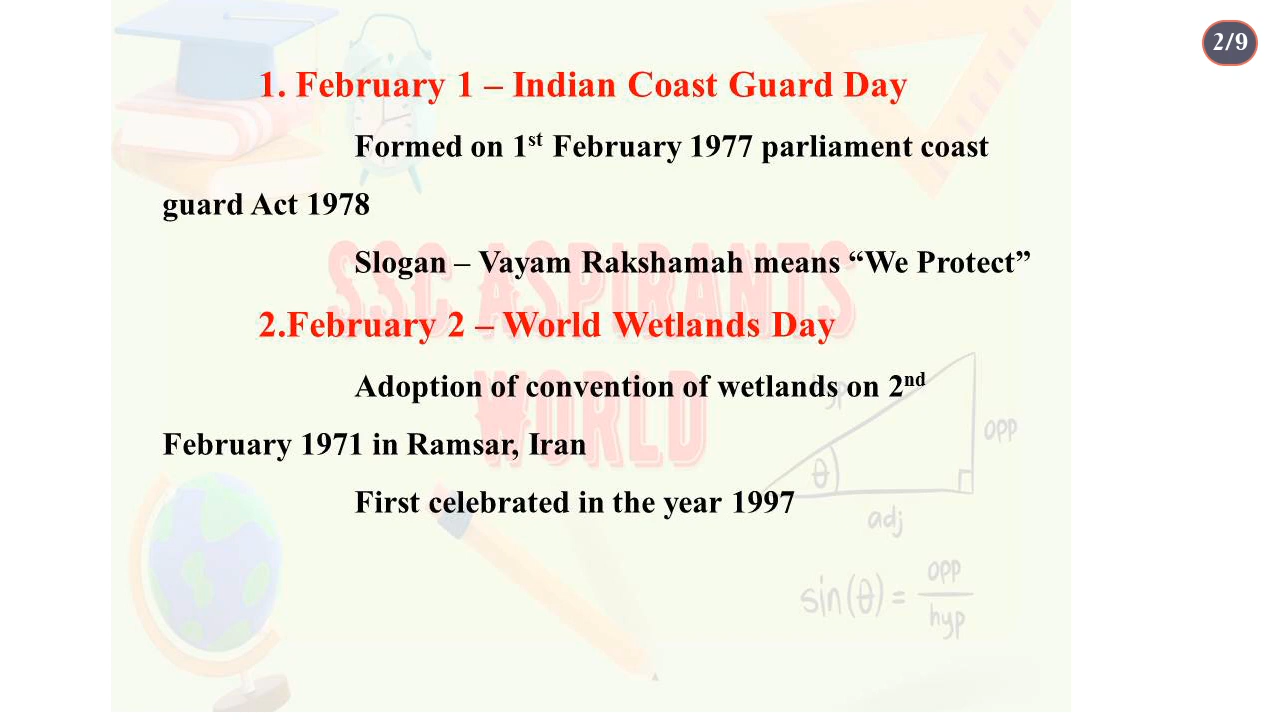 2/9
1. February 1 – Indian Coast Guard Day
Formed on 1st February 1977 parliament coast
guard Act 1978
Slogan – Vayam Rakshamah means “We Protect”
SSC ASPIRANTS
2.February 2 – World Wetlands Day
Adoption of convention of wetlands on 2nd
WORLD
February 1971 in Ramsar, Iran
First celebrated in the year 1997
opp
θ
adj
sin(θ) = opp
hyp